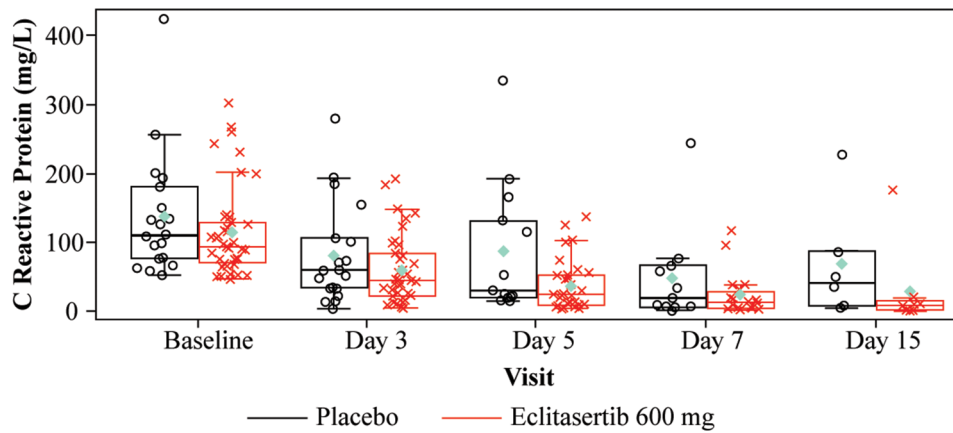 C Reactive Protein (mg/L)
400
300
200
100
0
Baseline Day 3 Day 5 Day 7 Day 15
Visit
Placebo Eclitasertib 600 mg